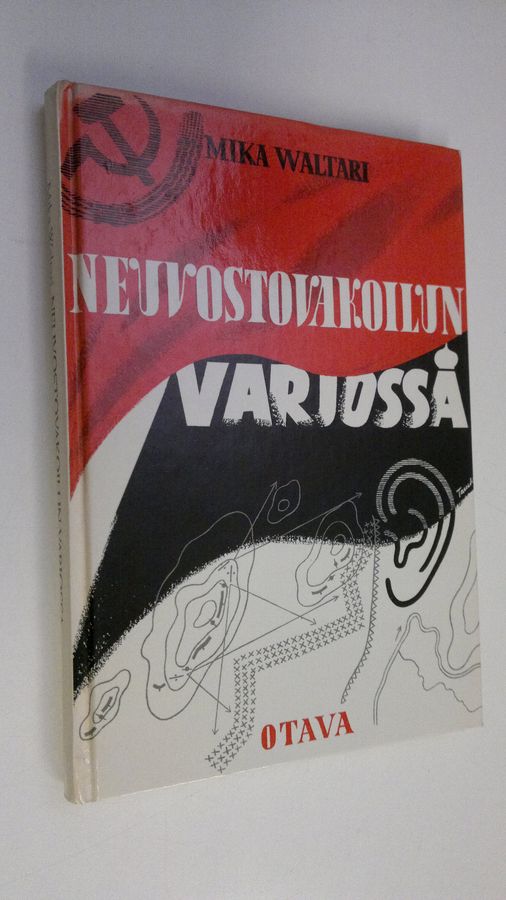 MIKA WALTARI
NEUVOSTOVAKOILUN
VARJOSSA
OTAVA